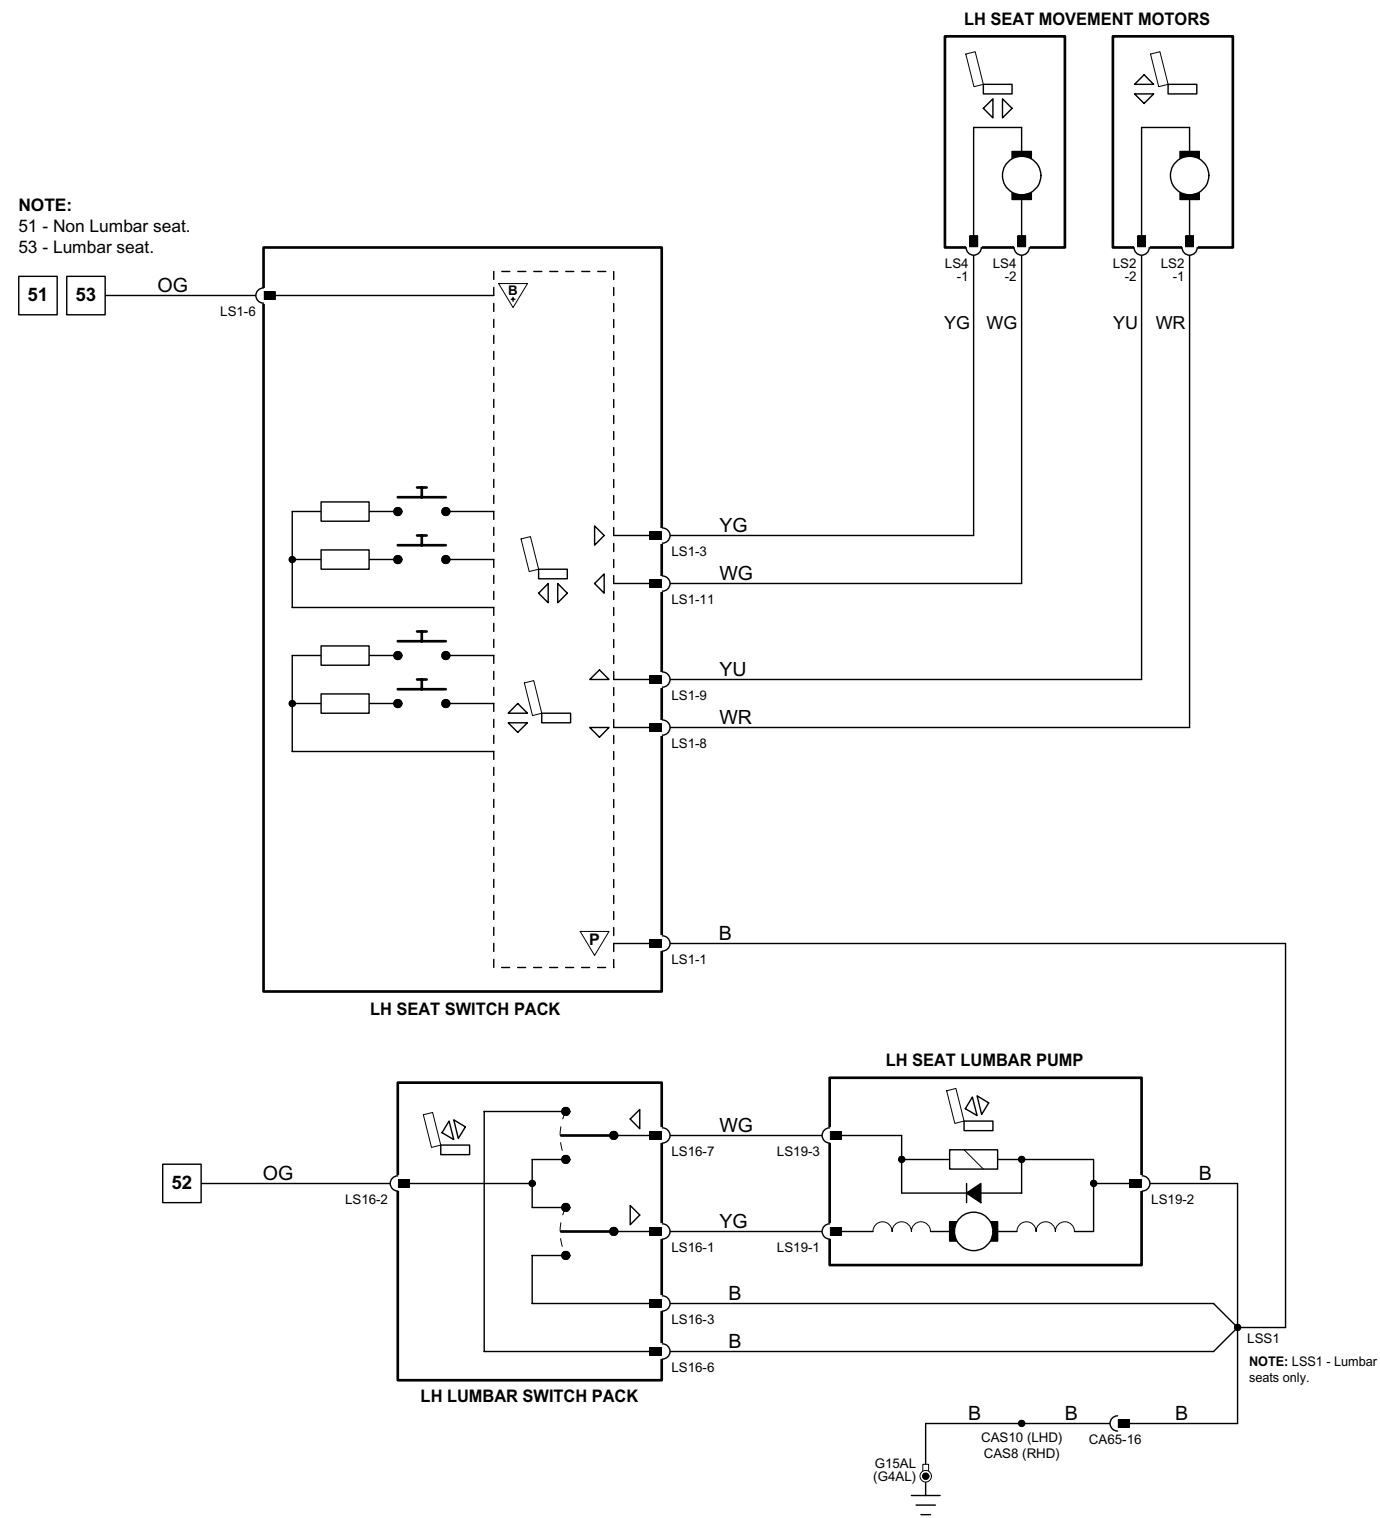 LH SEAT MOVEMENT MOTORS
NOTE:
51 - Non Lumbar seat.
53 - Lumbar seat.
51 53 OG
LS1-6
B
+
LS4
-1
LS4
-2
LS2
-2
LS2
-1
YG WG YU WR
YG
LS1-3
WG
LS1-11
YU
LS1-9
WR
LS1-8
P
B
LS1-1
LH SEAT SWITCH PACK
LH SEAT LUMBAR PUMP
WG
LS16-7 LS19-3
52 OG
LS16-2
B
LS19-2
YG
LS16-1 LS19-1
B
LS16-3
B
LS16-6
LSS1
NOTE: LSS1 - Lumbar
seats only.
LH LUMBAR SWITCH PACK
B B B
CAS10 (LHD)
CAS8 (RHD)
CA65-16
G15AL
(G4AL)